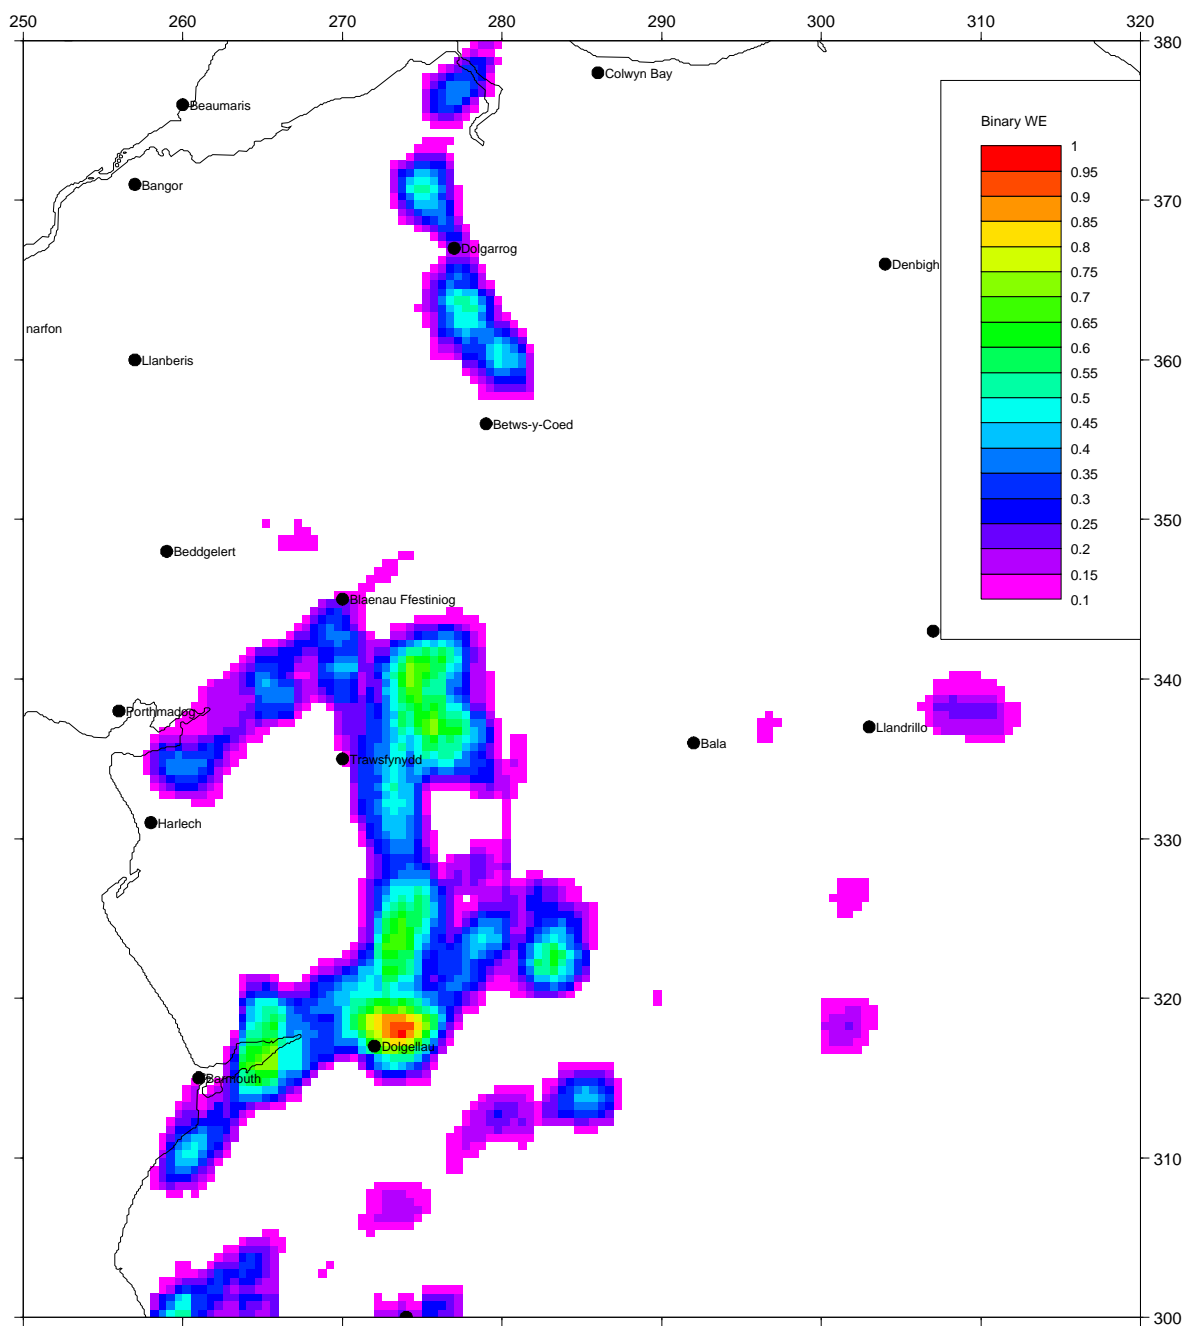 250 260 270 280 290 300 310 320
380
Colwyn Bay
Beaumaris
Binary WE
1
0.95
0.9
0.85
0.8
0.75
0.7
0.65
0.6
0.55
0.5
0.45
0.4
0.35
0.3
0.25
0.2
0.15
0.1
Bangor
370
Dolgarrog
Denbigh
narfon
Llanberis
360
Betws-y-Coed
350
Beddgelert
Blaenau Ffestiniog
340
Porthmadog
Llandrillo
Bala
Trawsfynydd
Harlech
330
320
Dolgellau
Barmouth
310
300